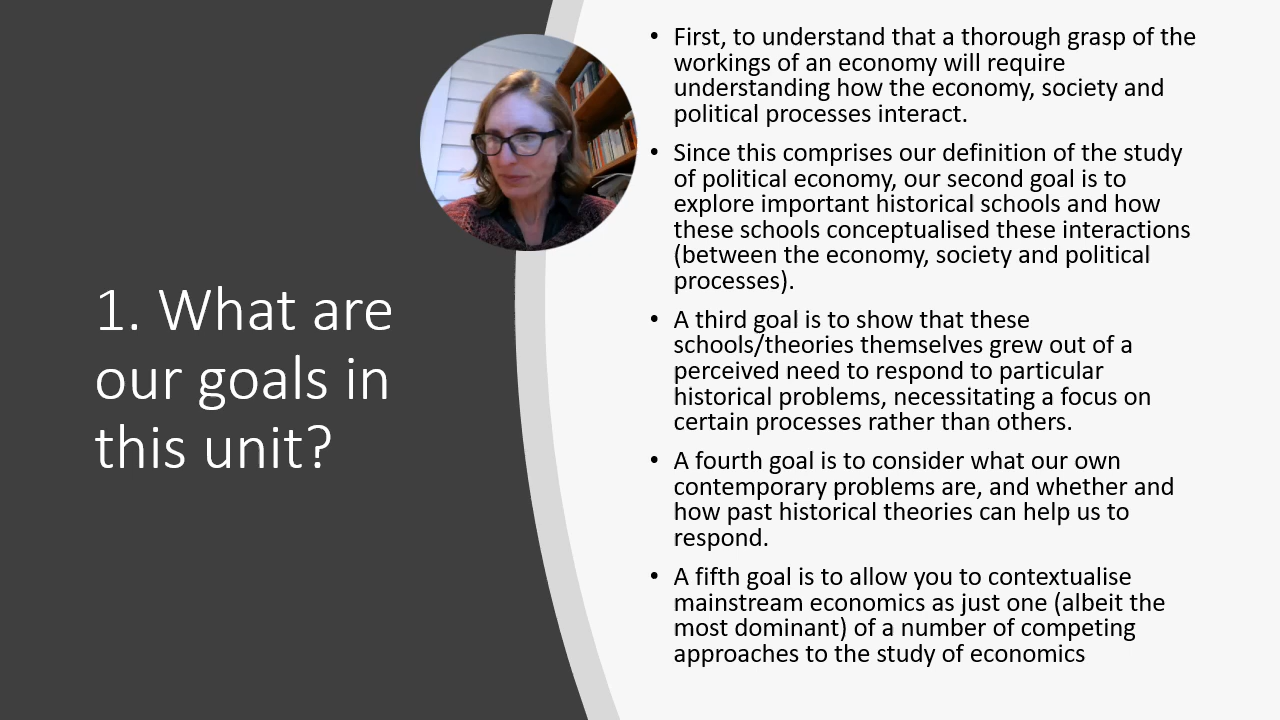 1. What are
our goals in
this unit?
• First, to understand that a thorough grasp of the
workings of an economy will require
understanding how the economy, society and
political processes interact.
• Since this comprises our definition of the study
of political economy, our second goal is to
explore important historical schools and how
these schools conceptualised these interactions
(between the economy, society and political
processes).
• A third goal is to show that these
schools/theories themselves grew out of a
perceived need to respond to particular
historical problems, necessitating a focus on
certain processes rather than others.
• A fourth goal is to consider what our own
contemporary problems are, and whether and
how past historical theories can help us to
respond.
• A fifth goal is to allow you to contextualise
mainstream economics as just one (albeit the
most dominant) of a number of competing
approaches to the study of economics